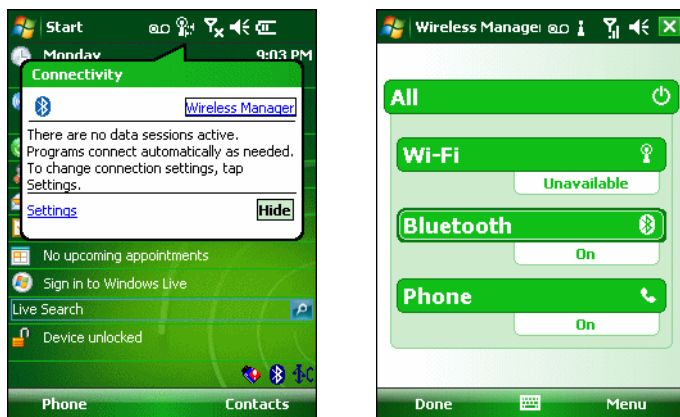 Start
Monday 9:03 PM
Connectivity
Wireless Manager
There are no data sessions active.
Programs connect automatically as needed.
To change connection settings, tap
Settings.
Settings Hide
No upcoming appointments
Sign in to Windows Live
Live Search
Device unlocked
Phone Contacts
Wireless Manage
All
Wi-Fi
Unavailable
Bluetooth
On
Phone
On
Done Menu